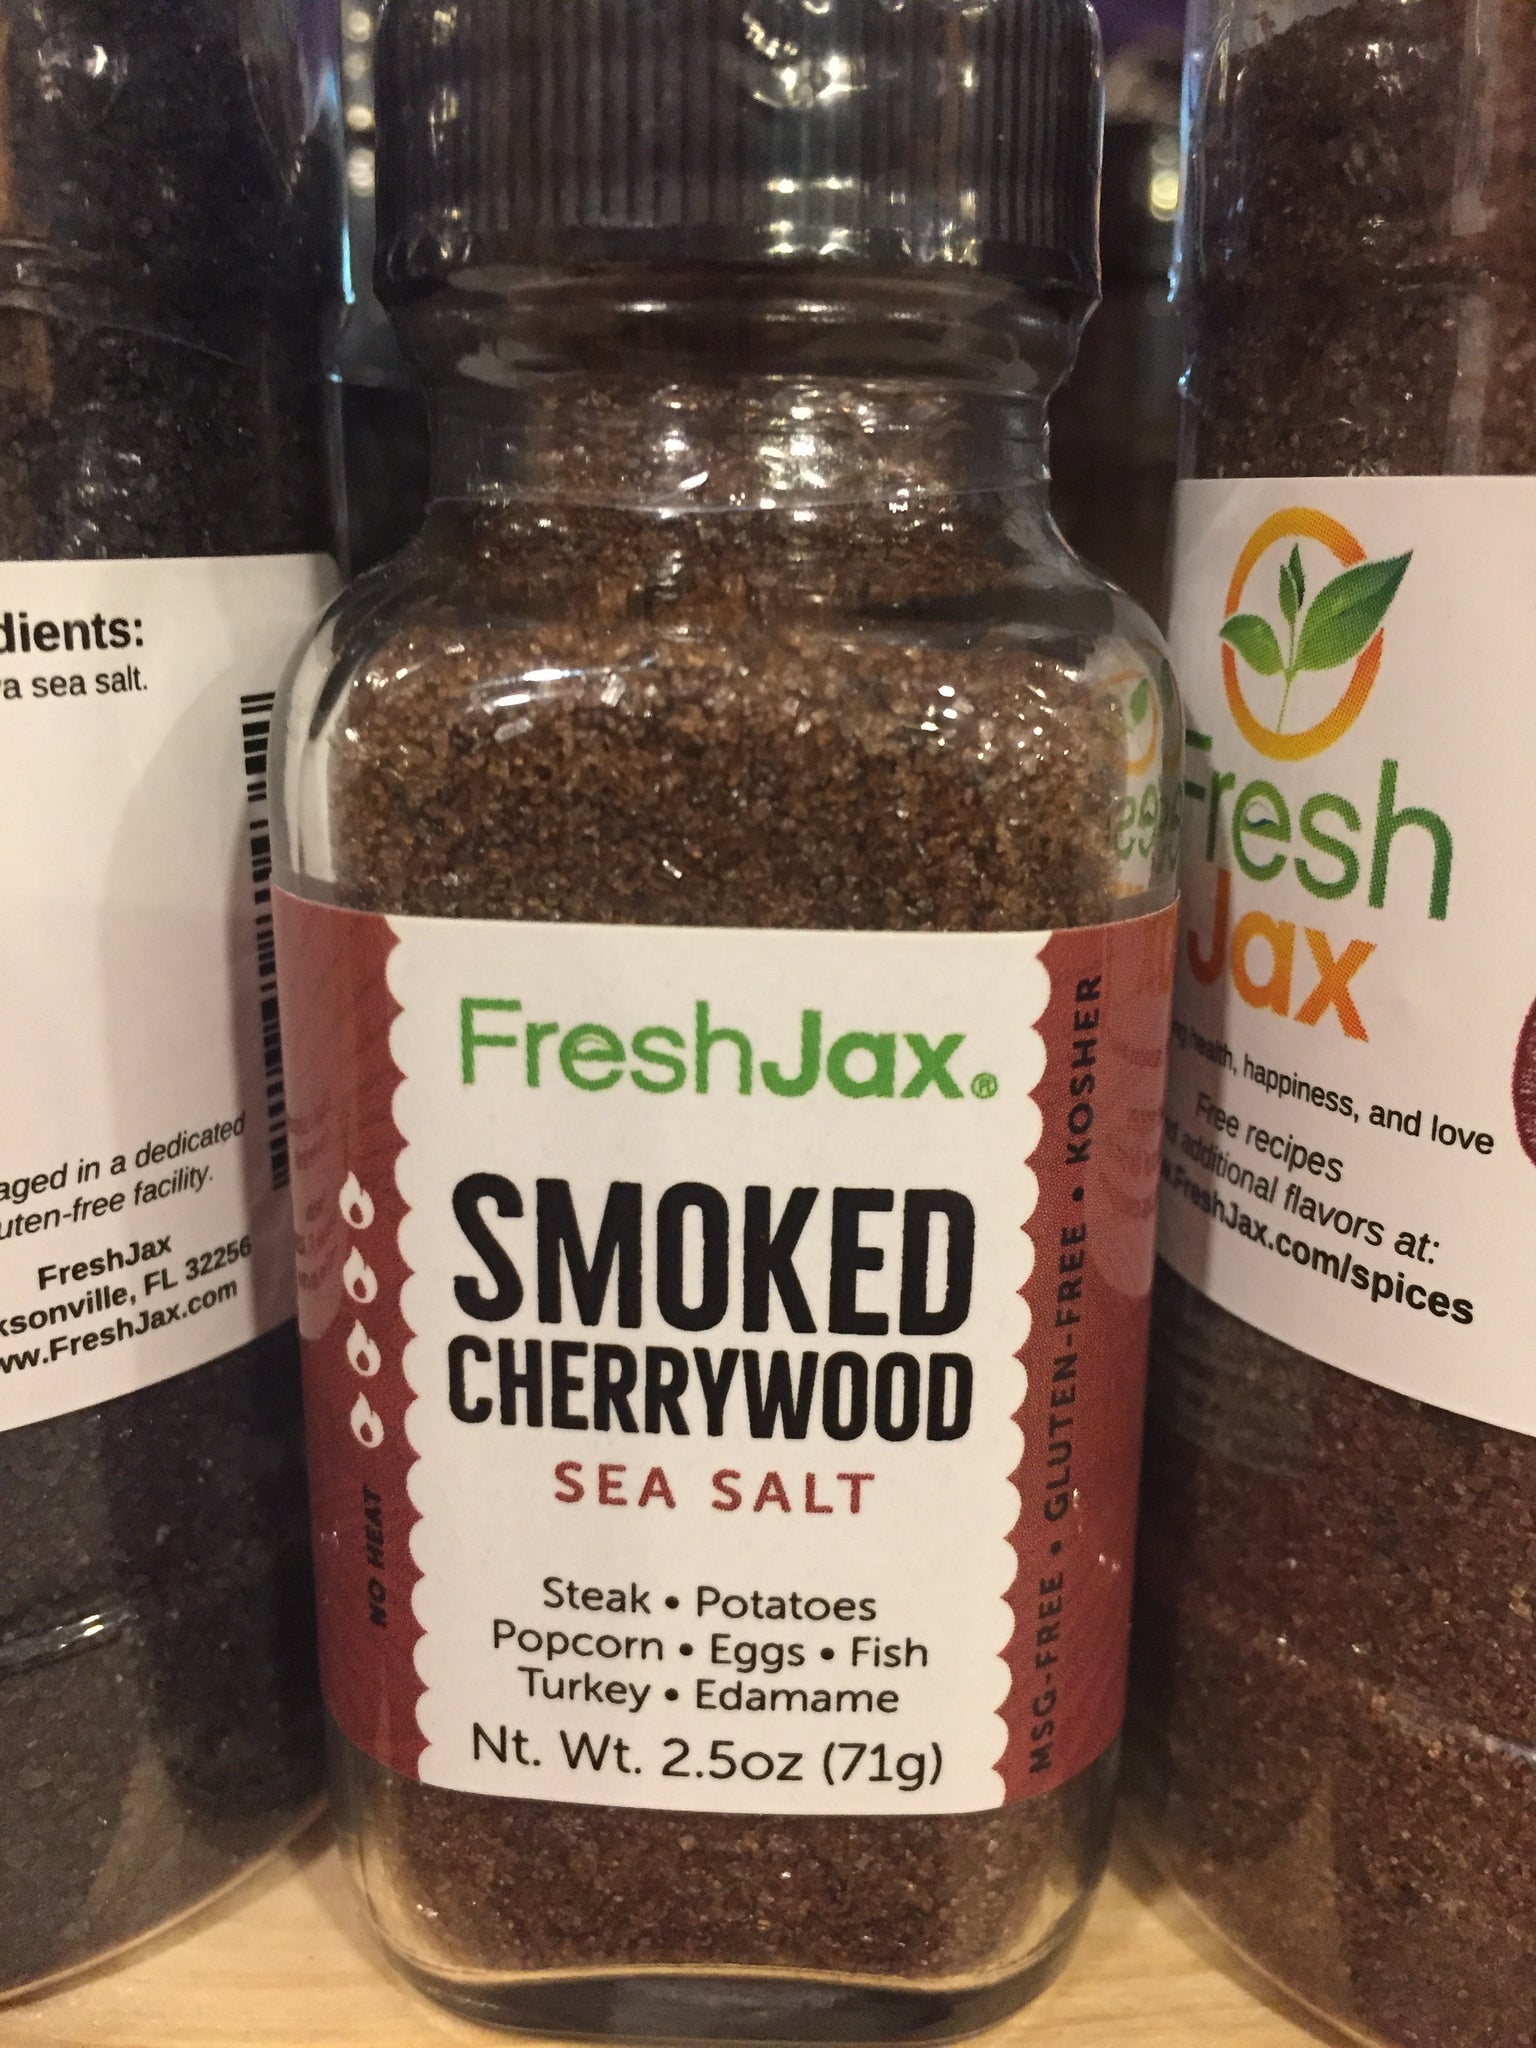 dients:
a sea salt.
aged in a dedicated
uten-free facility.
FreshJax
ksonville, FL 32256
ww.FreshJax.com
FreshJax®
SMOKED
CHERRYWOOD
SEA SALT
Steak • Potatoes
Popcorn • Eggs • Fish
Turkey • Edamame
Nt. Wt. 2.5oz (71g)
NO HEAT
MSG-FREE • GLUTEN-FREE • KOSHER
Fresh
Jax
health, happiness, and love
Free recipes
additional flavors at:
.FreshJax.com/spices